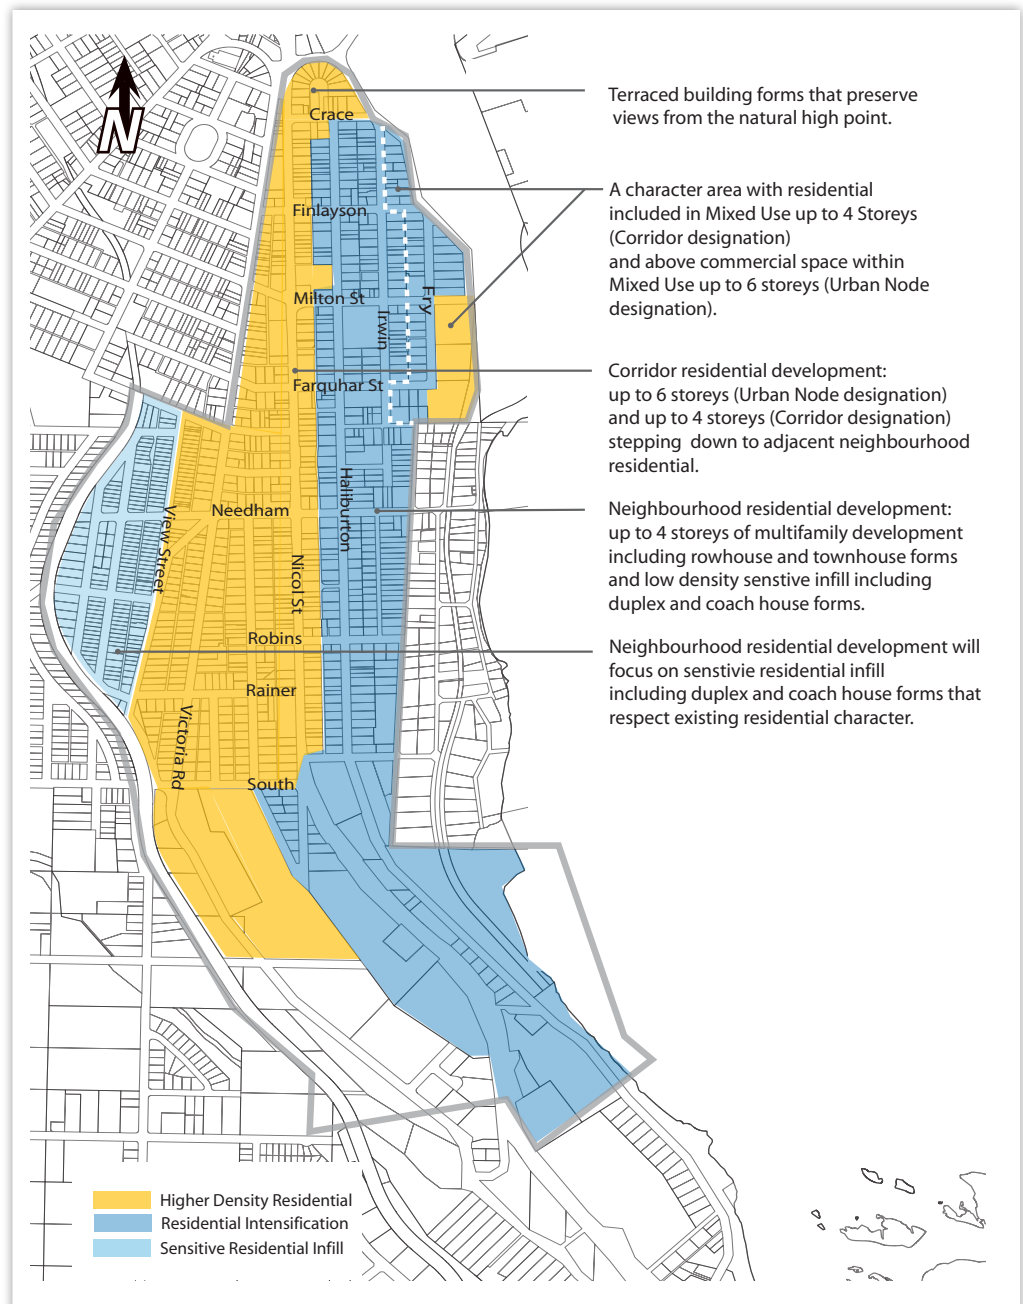 N
Terraced building forms that preserve
views from the natural high point.
Crace
A character area with residential
included in Mixed Use up to 4 Storeys
(Corridor designation)
and above commercial space within
Mixed Use up to 6 storeys (Urban Node
designation).
Finlayson
Milton St
Fry
Irwin
Corridor residential development:
up to 6 storeys (Urban Node designation)
and up to 4 storeys (Corridor designation)
stepping down to adjacent neighbourhood
residential.
Farquhar St
Haliburton
Needham
View Street
Neighbourhood residential development:
up to 4 storeys of multifamily development
including rowhouse and townhouse forms
and low density senstive infill including
duplex and coach house forms.
Nicol St
Robins
Neighbourhood residential development will
focus on senstivie residential infill
including duplex and coach house forms that
respect existing residential character.
Rainer
Victoria Rd
South
Higher Density Residential
Residential Intensification
Sensitive Residential Infill